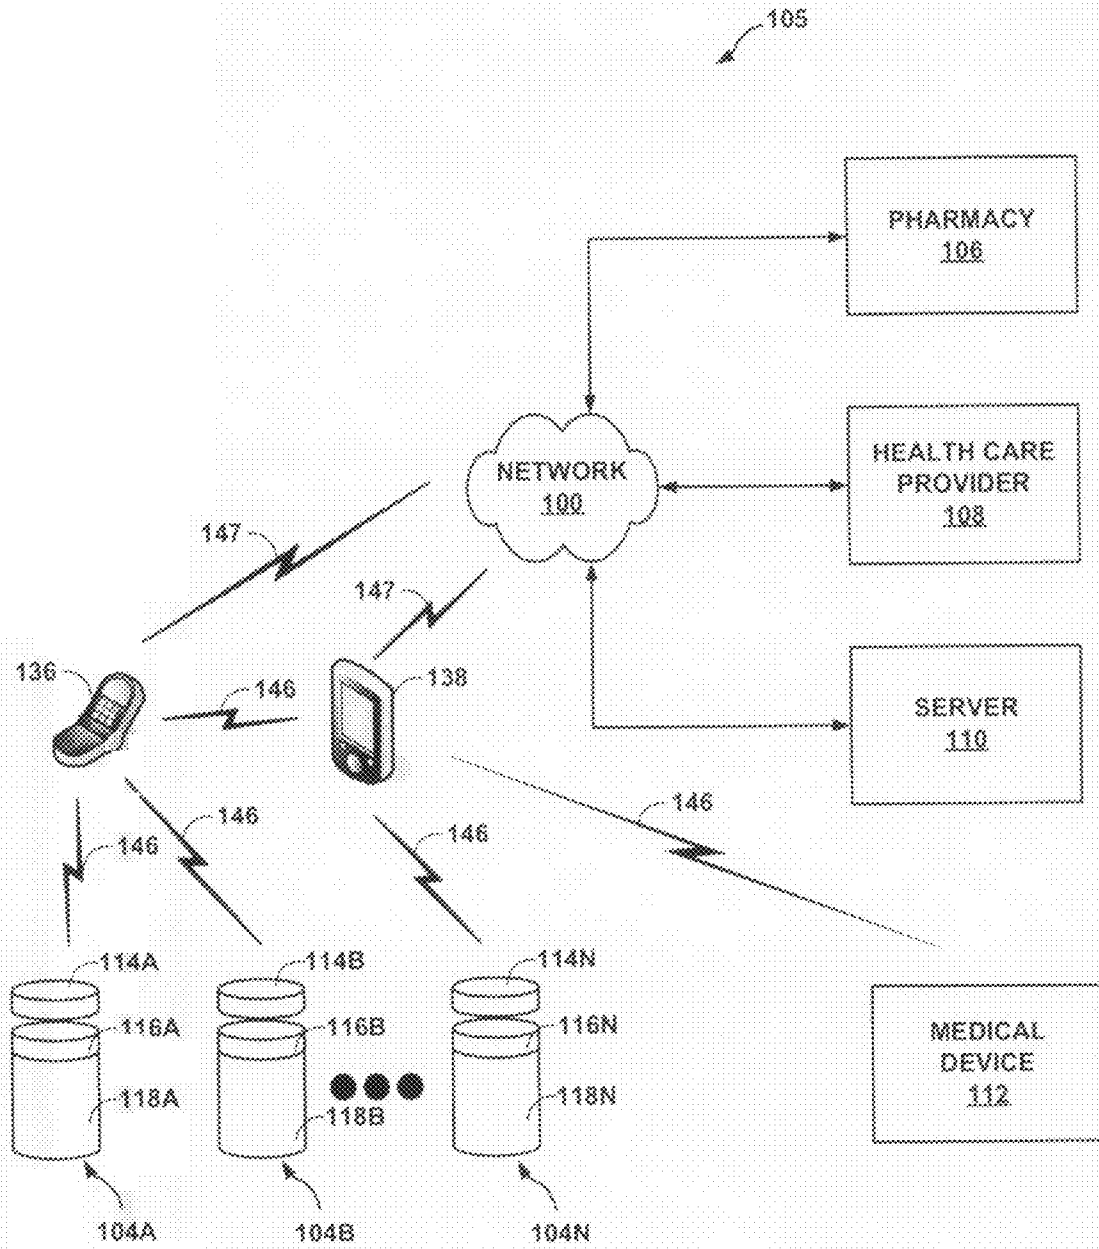 105
PHARMACY
106
NETWORK
100
HEALTH CARE
PROVIDER
108
147
147
136
146
138
SERVER
110
146
146
146
146
114A
114B
114N
116A
116B
116N
118A
118B
118N
MEDICAL
DEVICE
112
104A
104B
104N